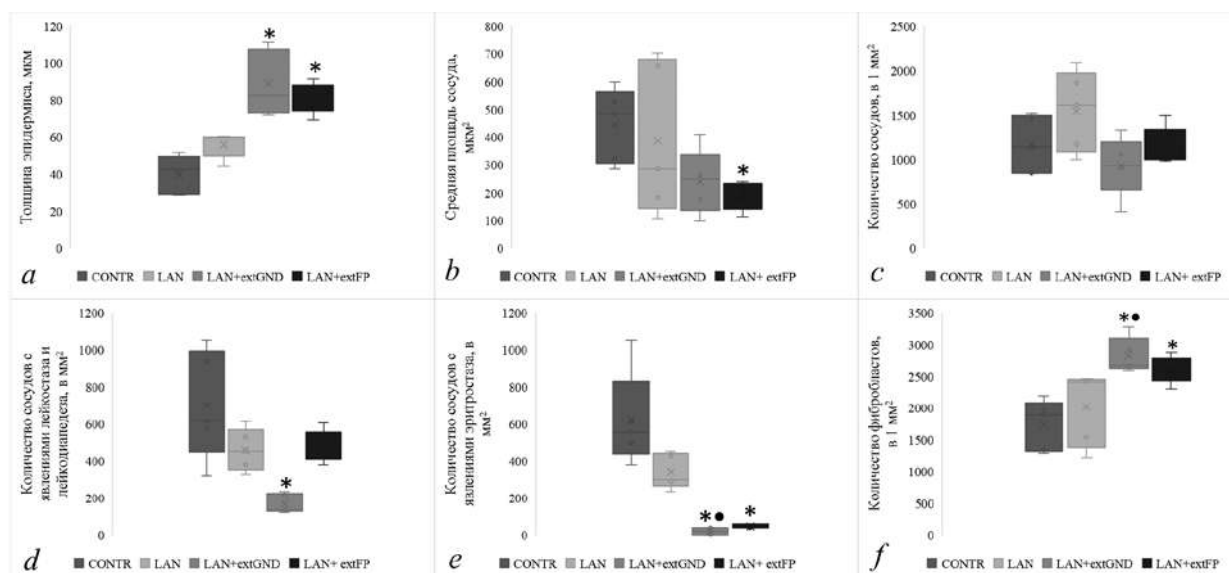 Толщина эпидермиса, мкм
120
100
80
60
40
20
0
*
*
a
CONTR LAN LAN+extGND LAN+extFP
Средняя площадь сосуда,
мкм²
800
700
600
500
400
300
200
100
0
*
b
CONTR LAN LAN+extGND LAN+ extFP
Количество сосудов, в 1 мм²
2500
2000
1500
1000
500
0
c
CONTR LAN LAN+extGND LAN+ extFP
Количество сосудов с
явлениями лейкостаза и
лейкодиапедеза, в мм²
1200
1000
800
600
400
200
0
*
d
CONTR LAN LAN+extGND LAN+ extFP
Количество сосудов с
явлениями эритростаза, в
мм²
1200
1000
800
600
400
200
0
*●
*
e
CONTR LAN LAN+extGND LAN+ extFP
Количество фибробластов,
в 1 мм²
3500
3000
2500
2000
1500
1000
500
0
*●
*
f
CONTR LAN LAN+extGND LAN+ extFP